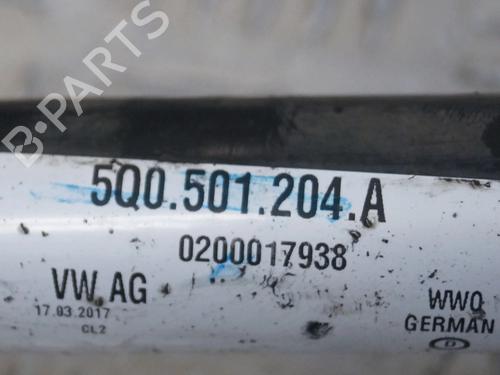 B-PARTS
5Q0.501.204.A
0200017938
VW AG
17.03.2017
CL2
WWO
GERMAN
D